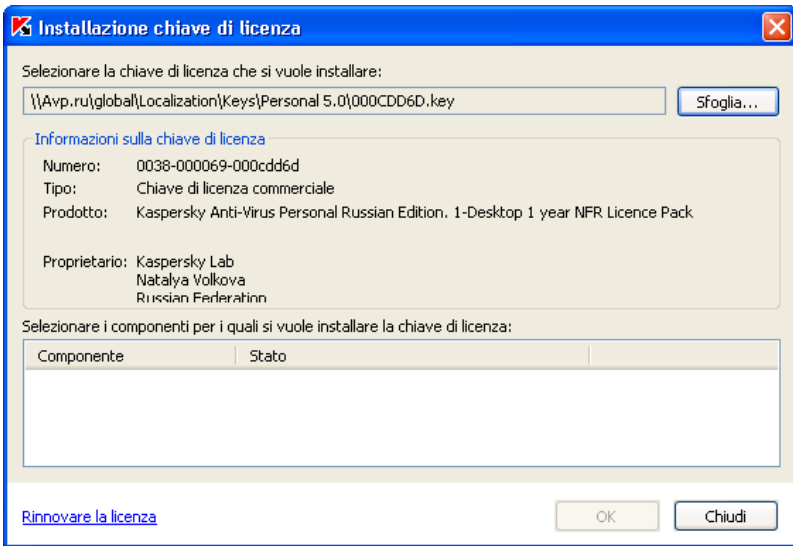 Installazione chiave di licenza
Selezionare la chiave di licenza che si vuole installare:
\\Avp.ru\global\Localization\Keys\Personal 5.0\000CDD6D.key
Sfoglia...
Informazioni sulla chiave di licenza
Numero: 0038-000069-000cdd6d
Tipo: Chiave di licenza commerciale
Prodotto: Kaspersky Anti-Virus Personal Russian Edition. 1-Desktop 1 year NFR Licence Pack
Proprietario: Kaspersky Lab
Natalya Volkova
Russian Federation
Selezionare i componenti per i quali si vuole installare la chiave di licenza:
Componente Stato
Rinnovare la licenza
OK
Chiudi